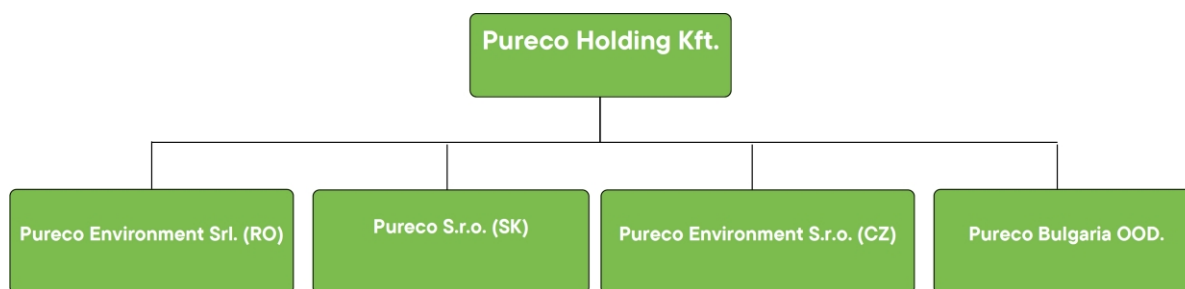 Pureco Holding Kft.
Pureco Environment Srl. (RO)
Pureco S.r.o. (SK)
Pureco Environment S.r.o. (CZ)
Pureco Bulgaria OOD.